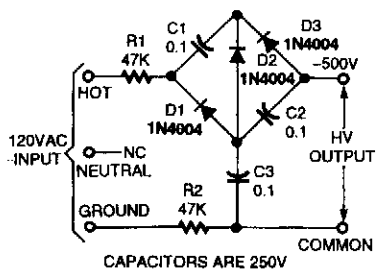 C1
0.1
D3
1N4004
R1
47K
D2
1N4004
-500V
HOT
D1
1N4004
C2
0.1
120VAC
INPUT
HV
OUTPUT
NC
NEUTRAL
C3
0.1
R2
47K
GROUND
COMMON
CAPACITORS ARE 250V